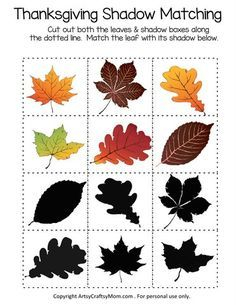 Thanksgiving Shadow Matching
Cut out both the leaves & shadow boxes along
the dotted line. Match the leaf with its shadow below.
Copyright ArtsyCraftsyMom.com . For personal use only.